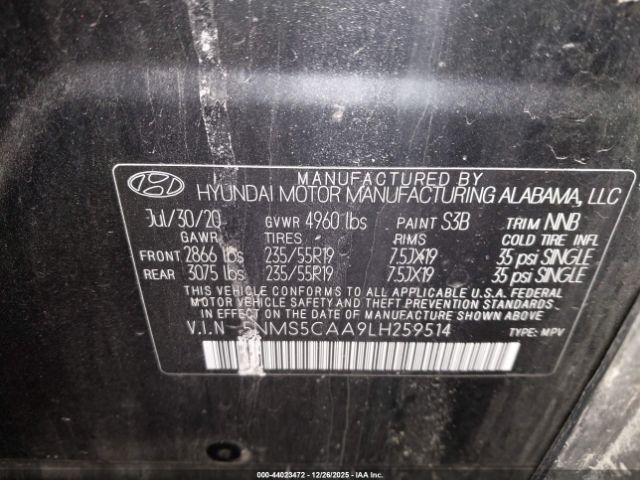 MANUFACTURED BY
HYUNDAI MOTOR MANUFACTURING ALABAMA, LLC
Jul/30/20 GVWR 4960 lbs PAINT S3B TRIM NNB
GAWR TIRES RIMS COLD TIRE INFL
FRONT 2866 lbs 235/55R19 7.5JX19 35 psi SINGLE
REAR 3075 lbs 235/55R19 7.5JX19 35 psi SINGLE
THIS VEHICLE CONFORMS TO ALL APPLICABLE U.S.A. FEDERAL
MOTOR VEHICLE SAFETY AND THEFT PREVENTION STANDARDS
IN EFFECT ON THE DATE OF MANUFACTURE SHOWN ABOVE.
V.I.N 5NMS5CAA9LH259514 TYPE: MPV
000-44023472 • 12/26/2025 • IAA Inc.